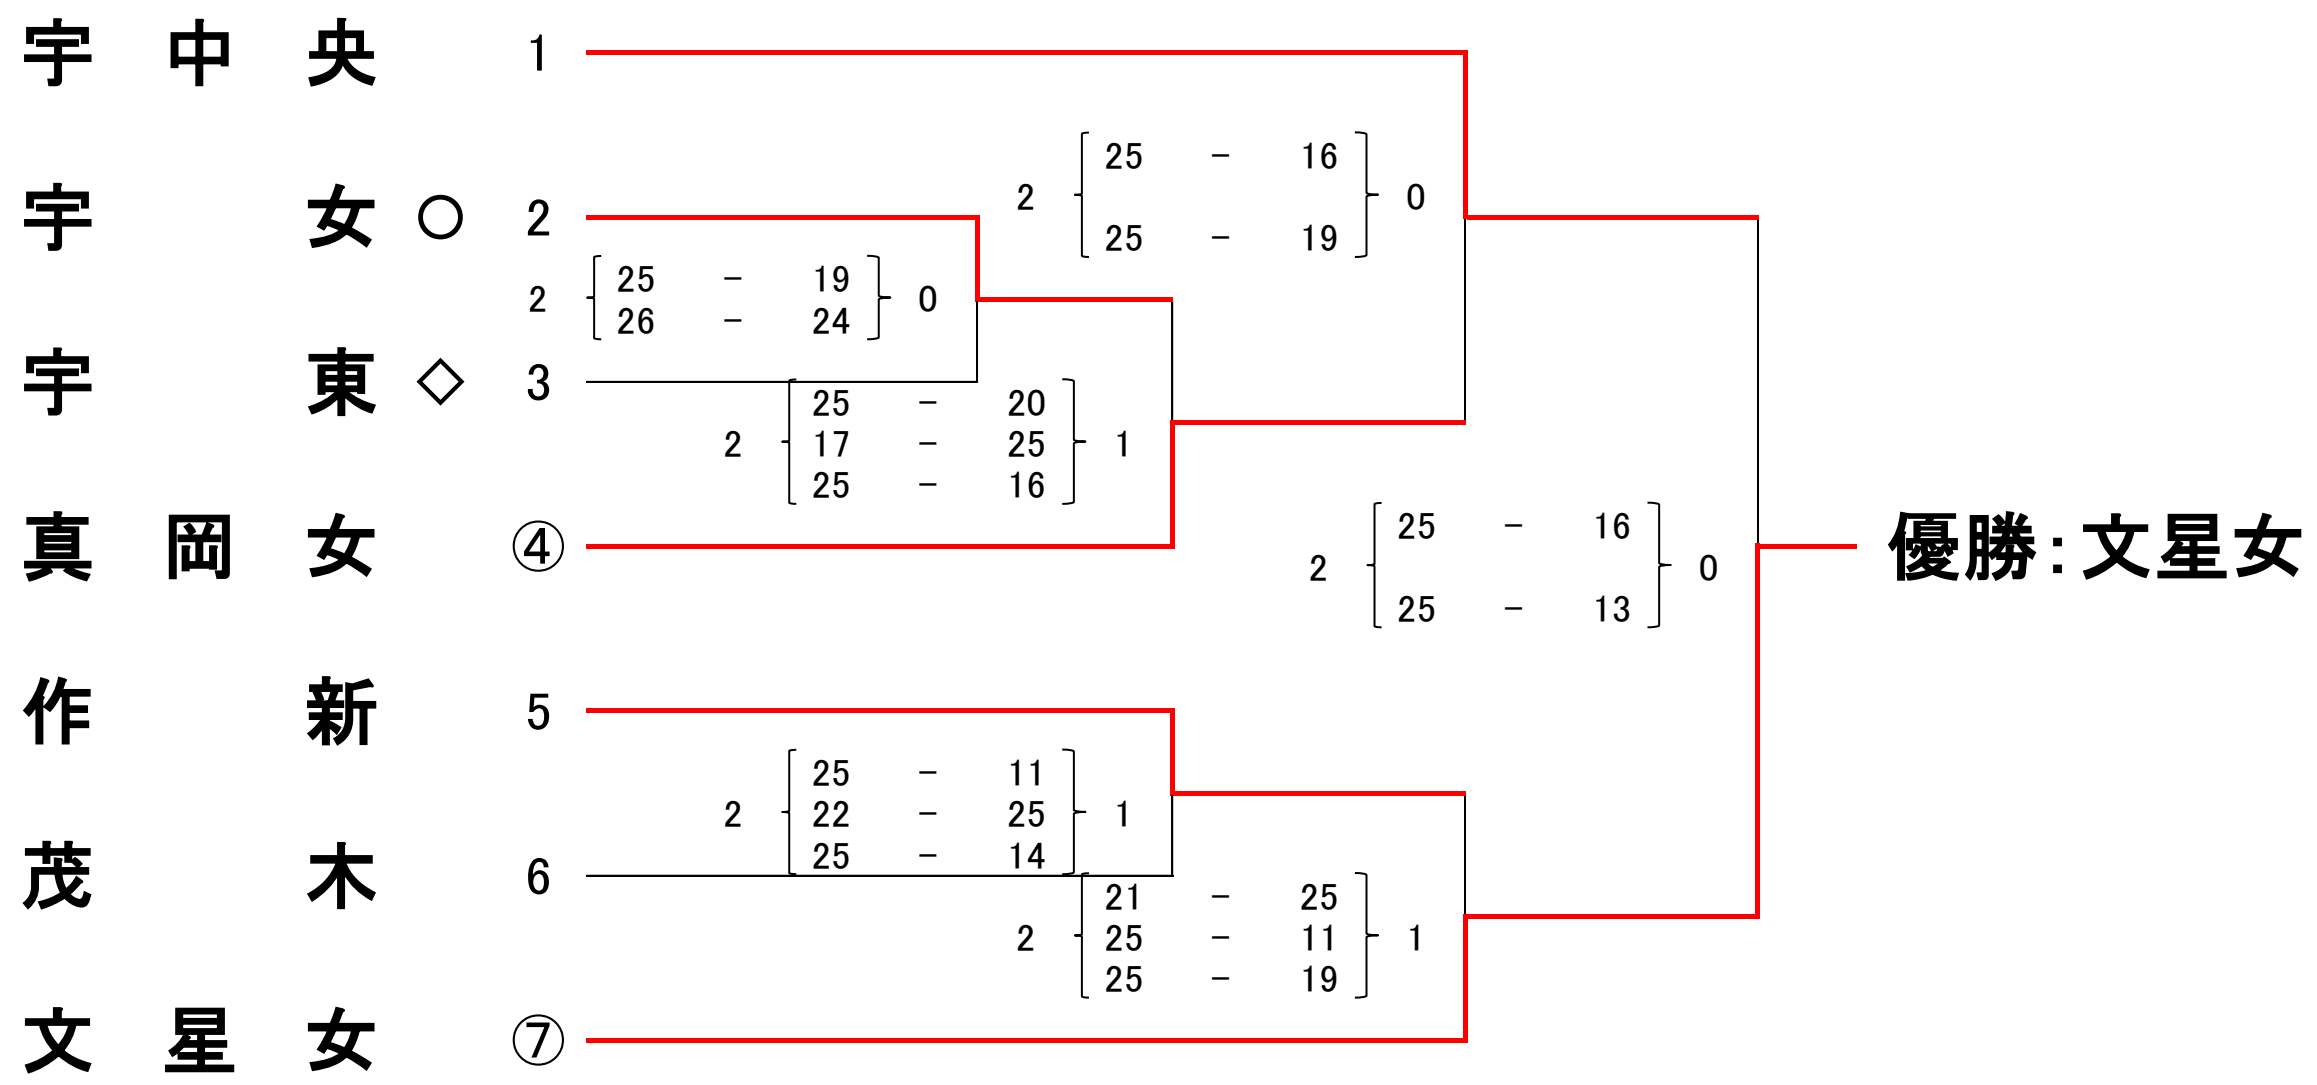 宇中央 1
25 - 16
2 0
25 - 19
宇女 ○ 2
25 - 19
2 0
26 - 24
宇東 ◇ 3
25 - 20
2 17 - 25 1
25 - 16
真岡女 ④
25 - 16
2 0
25 - 13
優勝:文星女
作新 5
25 - 11
2 22 - 25 1
25 - 14
茂木 6
21 - 25
2 25 - 11 1
25 - 19
文星女 ⑦